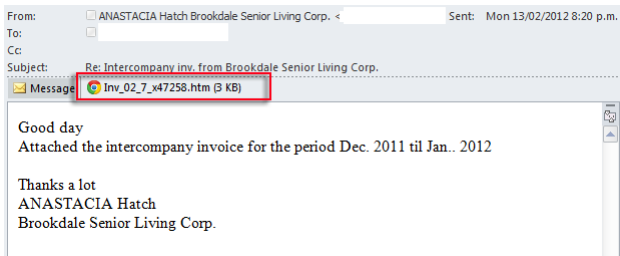 From: ANASTACIA Hatch Brookdale Senior Living Corp. < Sent: Mon 13/02/2012 8:20 p.m.
To:
Cc:
Subject: Re: Intercompany inv. from Brookdale Senior Living Corp.
Message Inv_02_7_x47258.htm (3 KB)
Good day
Attached the intercompany invoice for the period Dec. 2011 til Jan.. 2012
Thanks a lot
ANASTACIA Hatch
Brookdale Senior Living Corp.